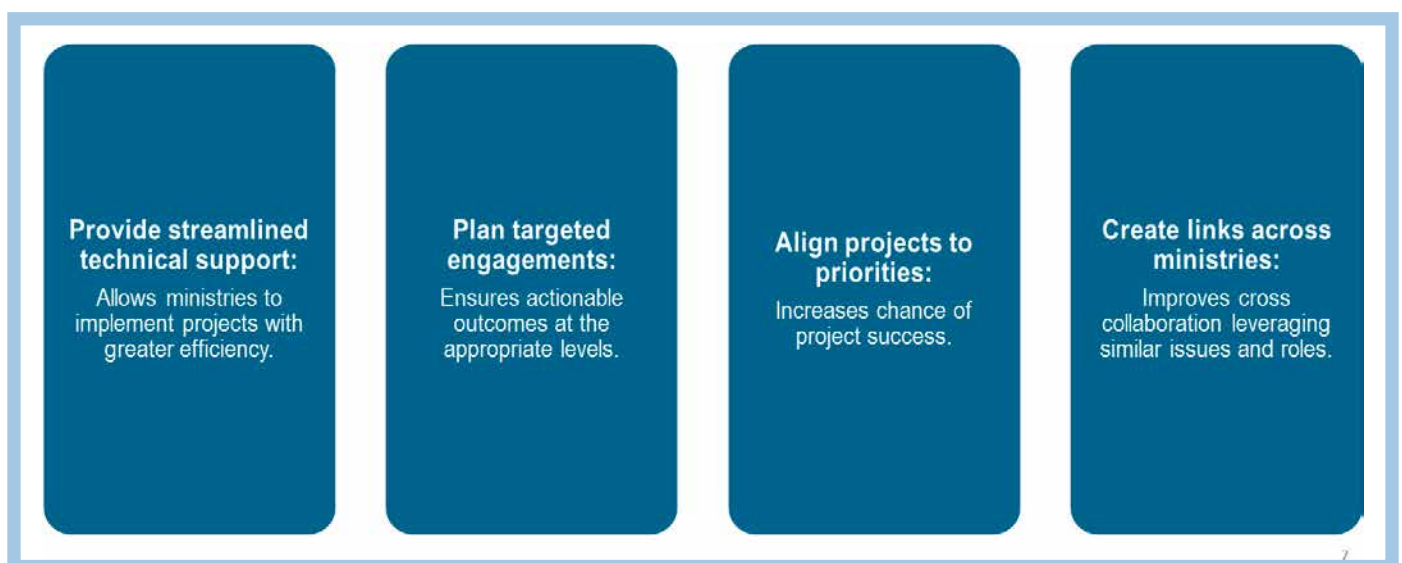 Provide streamlined
technical support:
Allows ministries to
implement projects with
greater efficiency.
Plan targeted
engagements:
Ensures actionable
outcomes at the
appropriate levels.
Align projects to
priorities:
Increases chance of
project success.
Create links across
ministries:
Improves cross
collaboration leveraging
similar issues and roles.
7